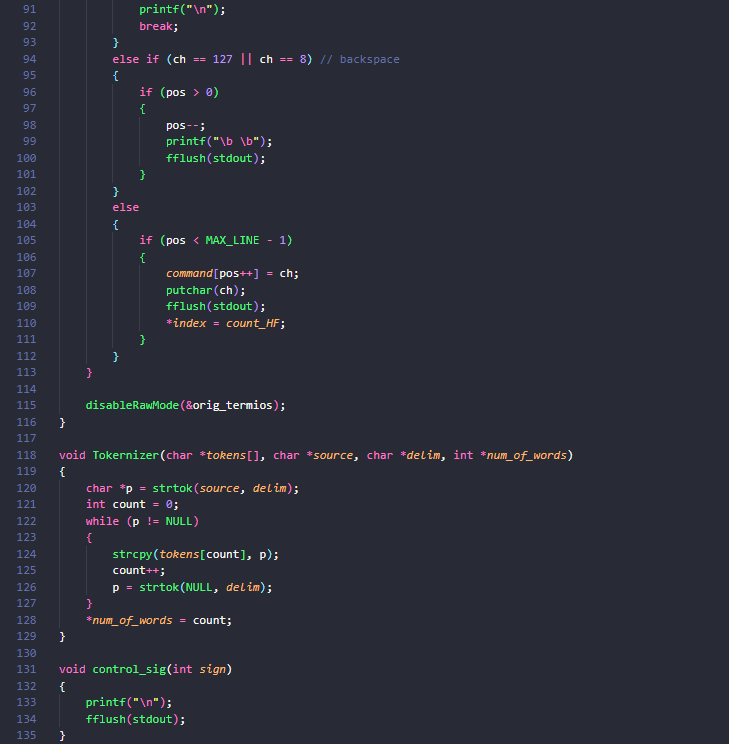 91 printf("\n");
92 break;
93 }
94 else if (ch == 127 || ch == 8) // backspace
95 {
96 if (pos > 0)
97 {
98 pos--;
99 printf("\b \b");
100 fflush(stdout);
101 }
102 }
103 else
104 {
105 if (pos < MAX_LINE - 1)
106 {
107 command[pos++] = ch;
108 putchar(ch);
109 fflush(stdout);
110 *index = count_HF;
111 }
112 }
113 }
114
115 disableRawMode(&orig_termios);
116 }
117
118 void Tokernizer(char *tokens[], char *source, char *delim, int *num_of_words)
119 {
120 char *p = strtok(source, delim);
121 int count = 0;
122 while (p != NULL)
123 {
124 strcpy(tokens[count], p);
125 count++;
126 p = strtok(NULL, delim);
127 }
128 *num_of_words = count;
129 }
130
131 void control_sig(int sign)
132 {
133 printf("\n");
134 fflush(stdout);
135 }